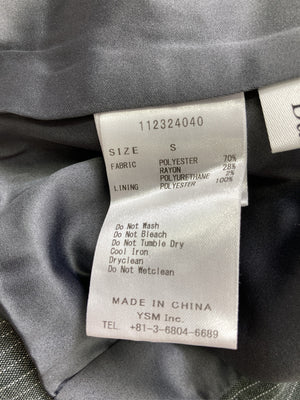 112324040
SIZE S
FABRIC POLYESTER 70%
RAYON 28%
POLYURETHANE 2%
LINING POLYESTER 100%
Do Not Wash
Do Not Bleach
Do Not Tumble Dry
Cool Iron
Dryclean
Do Not Wetclean
MADE IN CHINA
YSM Inc.
TEL. +81-3-6804-6689